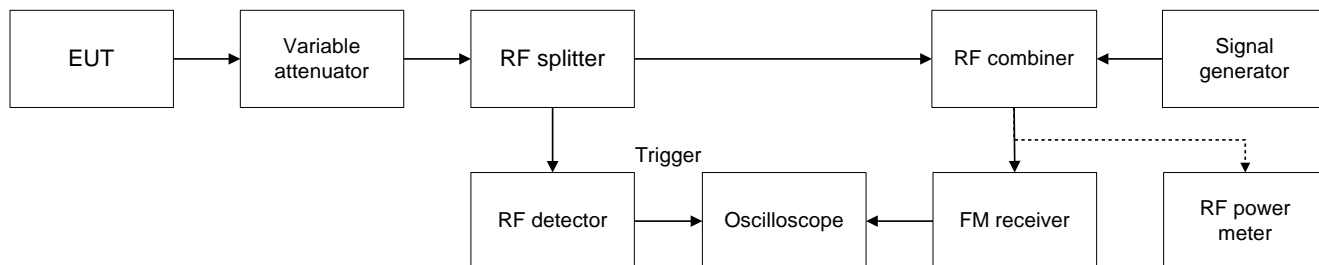 EUT
Variable
attenuator
RF splitter
RF combiner
Signal
generator
Trigger
RF detector
Oscilloscope
FM receiver
RF power
meter